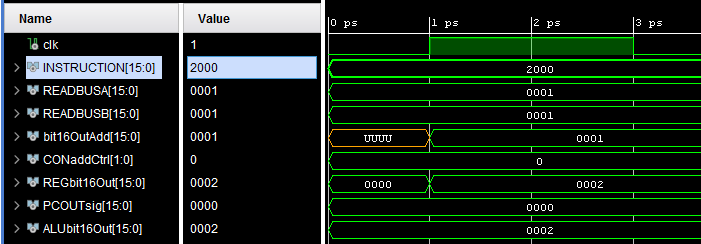 Name Value 0 ps 1 ps 2 ps 3 ps
clk 1
INSTRUCTION[15:0] 2000 2000
READBUSA[15:0] 0001 0001
READBUSB[15:0] 0001 0001
bit16OutAdd[15:0] 0001 UUUU 0001
CONaddCtrl[1:0] 0 0
REGbit16Out[15:0] 0002 0000 0002
PCOUTsig[15:0] 0000 0000
ALUbit16Out[15:0] 0002 0002